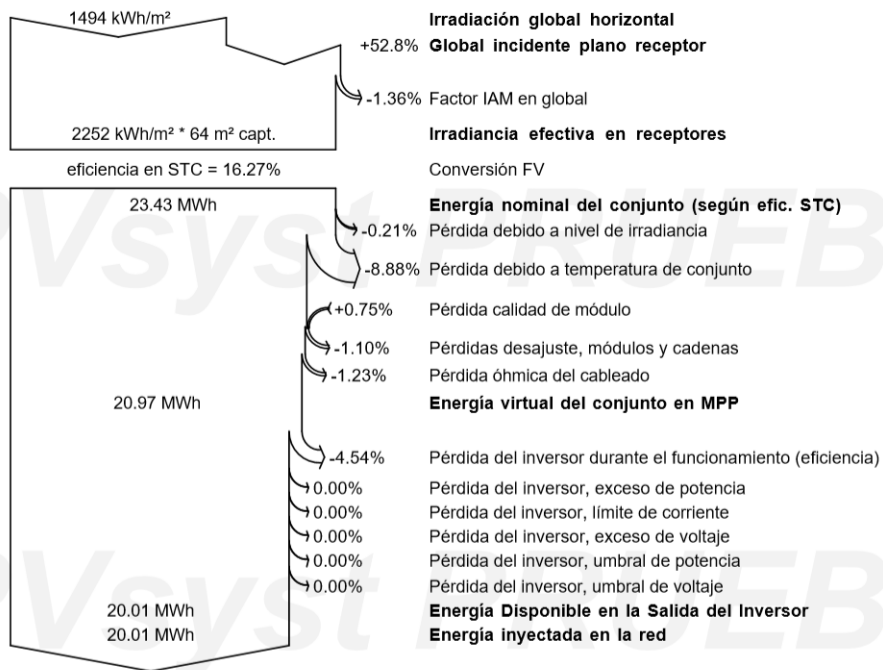 1494 kWh/m² Irradiación global horizontal
+52.8% Global incidente plano receptor
-1.36% Factor IAM en global
2252 kWh/m² * 64 m² capt. Irradiancia efectiva en receptores
eficiencia en STC = 16.27% Conversión FV
23.43 MWh Energía nominal del conjunto (según efic. STC)
-0.21% Pérdida debido a nivel de irradiancia
-8.88% Pérdida debido a temperatura de conjunto
+0.75% Pérdida calidad de módulo
-1.10% Pérdidas desajuste, módulos y cadenas
-1.23% Pérdida óhmica del cableado
20.97 MWh Energía virtual del conjunto en MPP
-4.54% Pérdida del inversor durante el funcionamiento (eficiencia)
0.00% Pérdida del inversor, exceso de potencia
0.00% Pérdida del inversor, límite de corriente
0.00% Pérdida del inversor, exceso de voltaje
0.00% Pérdida del inversor, umbral de potencia
0.00% Pérdida del inversor, umbral de voltaje
20.01 MWh Energía Disponible en la Salida del Inversor
20.01 MWh Energía inyectada en la red
PVsyst PRUEB
PVsyst PRUEB